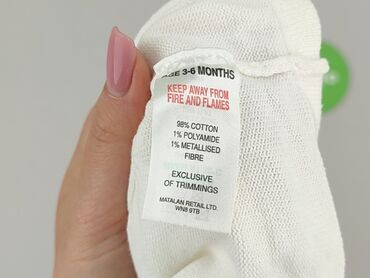 AGE 3-6 MONTHS
KEEP AWAY FROM
FIRE AND FLAMES
98% COTTON
1% POLYAMIDE
1% METALLISED
FIBRE
EXCLUSIVE
OF TRIMMINGS
MATALAN RETAIL LTD.
WN8 9TB